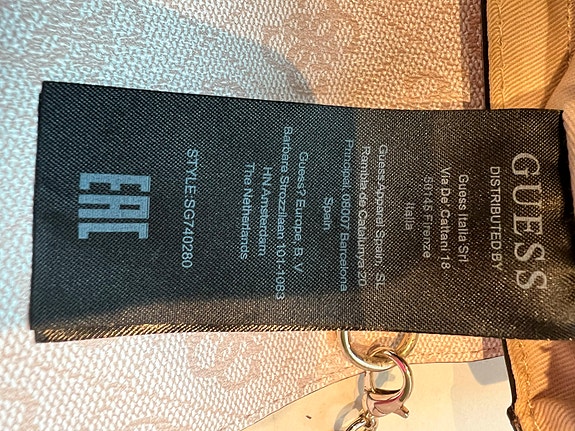 GUESS
DISTRIBUTED BY
Guess Italia Srl
Via De' Cattani 18
50145 Firenze
Italia
Guess Apparel Spain, SL
Rambla de Catalunya 20
Principal, 08007 Barcelona
Spain
Guess? Europe, B. V.
Barbara Strozzilaan 101-1083
HN Amsterdam
The Netherlands
STYLE:SG740280
EAC